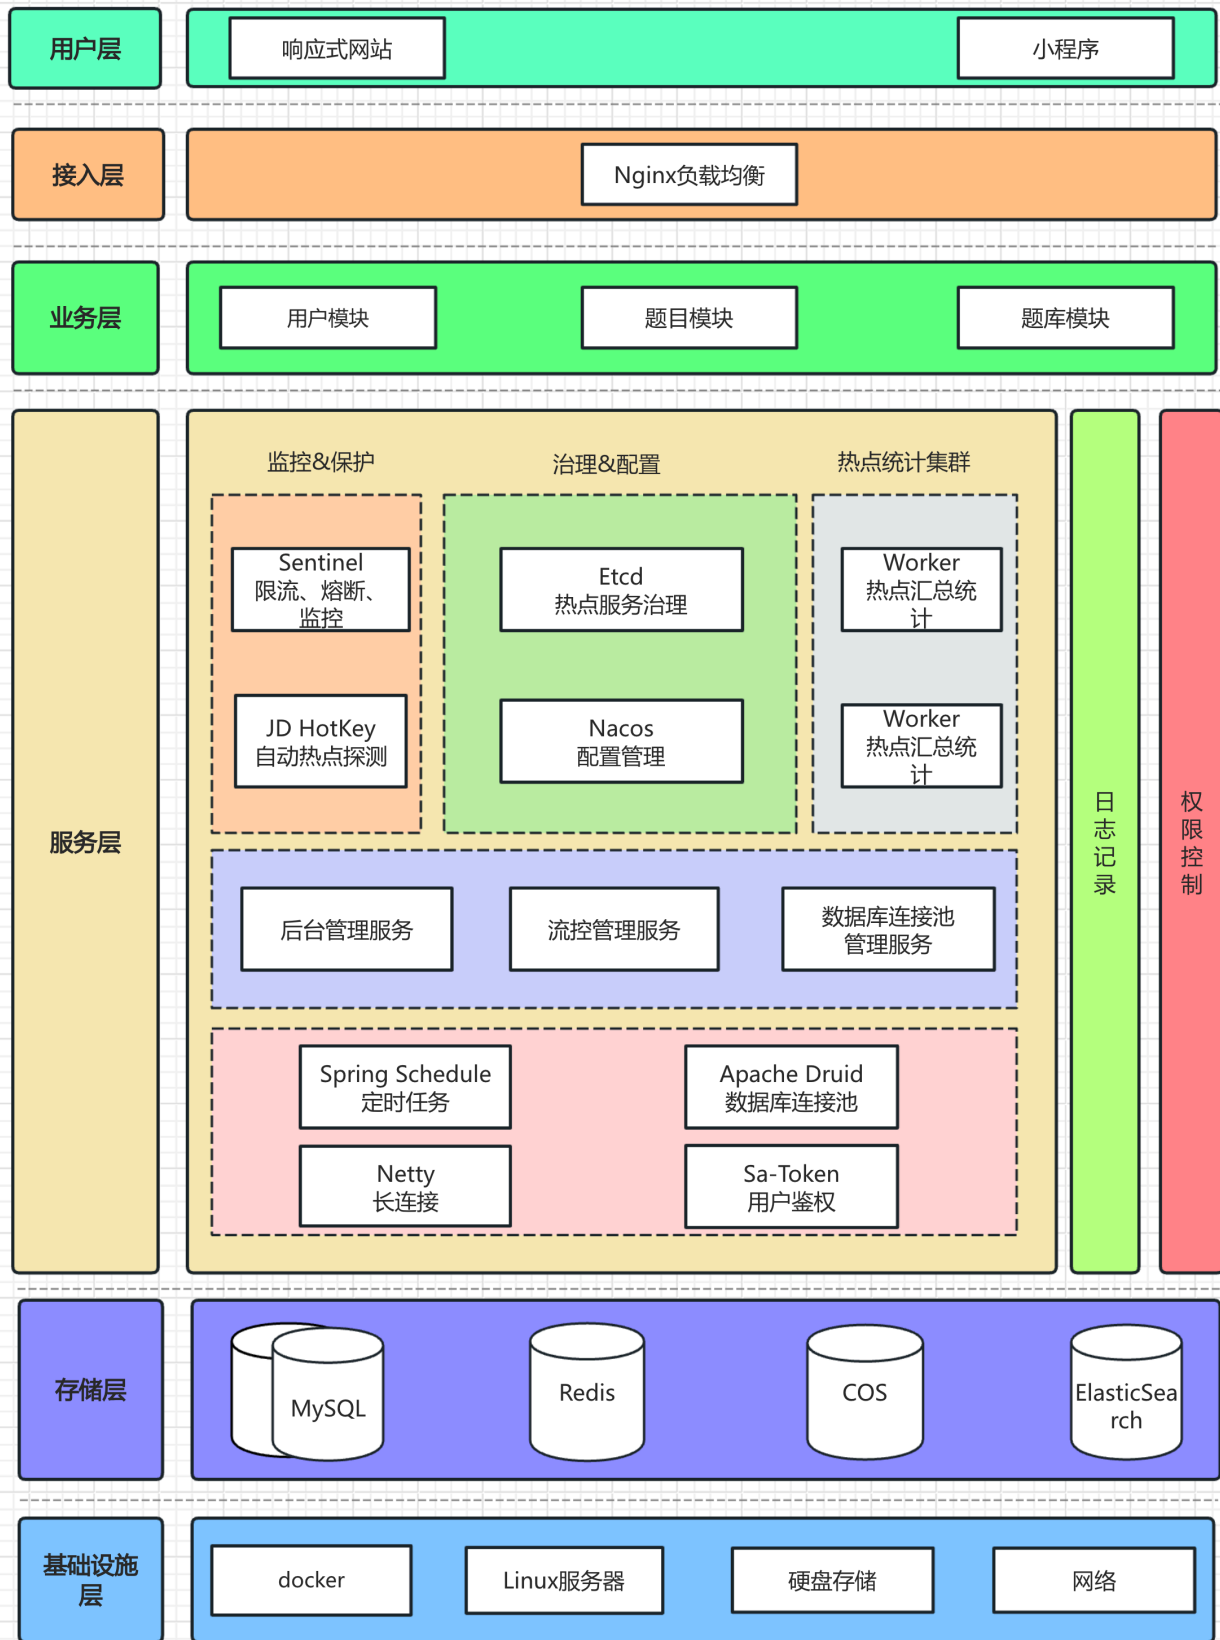 用户层
响应式网站
小程序
接入层
Nginx负载均衡
业务层
用户模块
题目模块
题库模块
服务层
监控&保护
治理&配置
热点统计集群
Sentinel
限流、熔断、
监控
Etcd
热点服务治理
Worker
热点汇总统
计
JD HotKey
自动热点探测
Nacos
配置管理
Worker
热点汇总统
计
后台管理服务
流控管理服务
数据库连接池
管理服务
Spring Schedule
定时任务
Apache Druid
数据库连接池
Netty
长连接
Sa-Token
用户鉴权
日
志
记
录
权
限
控
制
存储层
MySQL
Redis
COS
ElasticSea
rch
基础设施
层
docker
Linux服务器
硬盘存储
网络